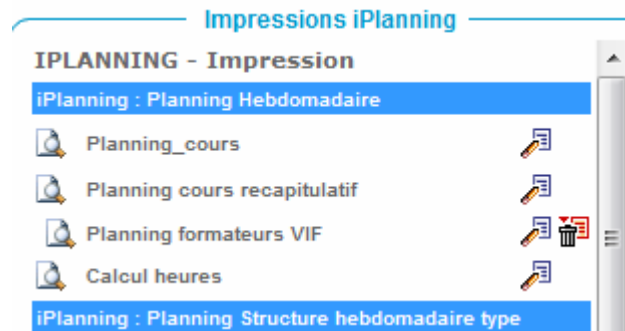 Impressions iPlanning
IPLANNING - Impression
iPlanning : Planning Hebdomadaire
Planning_cours
Planning cours recapitulatif
Planning formateurs VIF
Calcul heures
iPlanning : Planning Structure hebdomadaire type